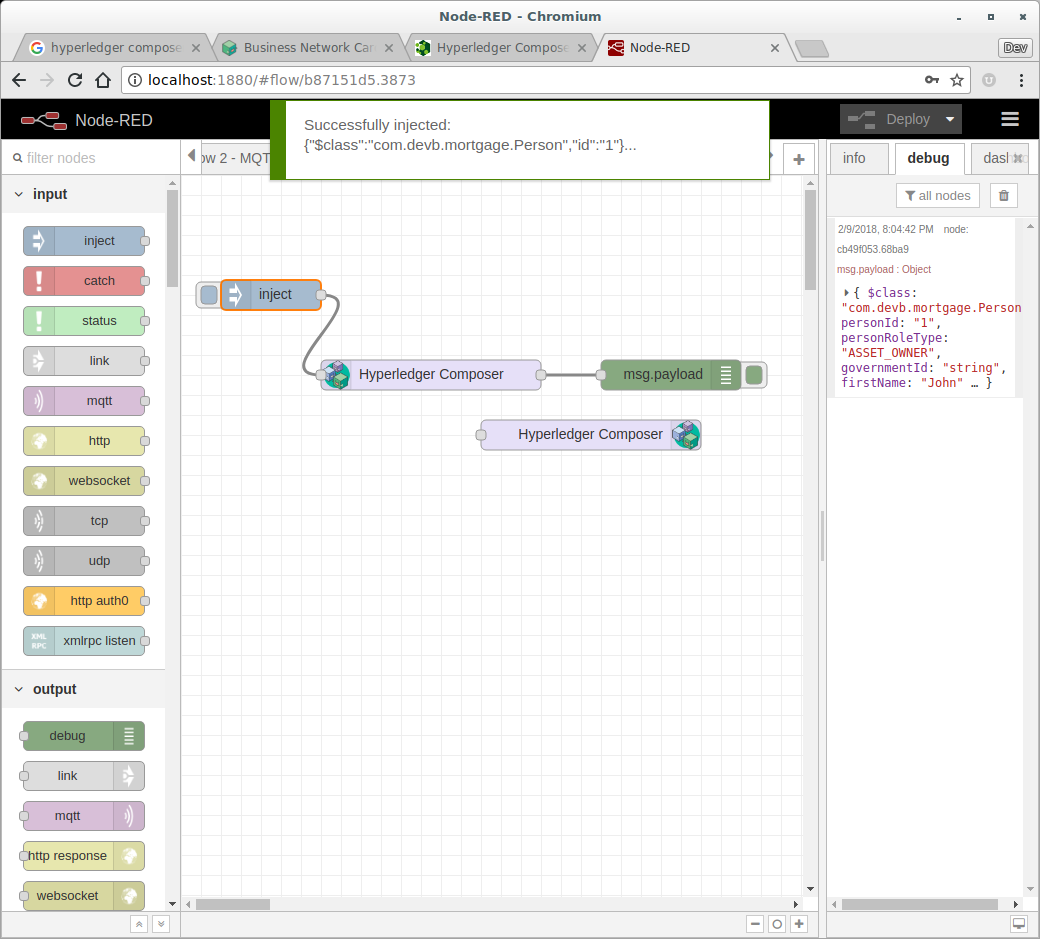 Node-RED - Chromium
hyperledger compose
Business Network Car
Hyperledger Compose
Node-RED
Dev
localhost:1880/#flow/b87151d5.3873
Node-RED
Successfully injected:
{"$class":"com.devb.mortgage.Person","id":"1"}...
Deploy
filter nodes
ow 2 - MQT
info
debug
dash
all nodes
input
inject
catch
status
link
mqtt
http
websocket
tcp
udp
http auth0
XML
RPC
xmlrpc listen
output
debug
link
mqtt
http response
websocket
inject
Hyperledger Composer
msg.payload
Hyperledger Composer
2/9/2018, 8:04:42 PM node:
cb49f053.68ba9
msg.payload : Object
{ $class:
"com.devb.mortgage.Person
personId: "1",
personRoleType:
"ASSET_OWNER",
governmentId: "string",
firstName: "John" … }